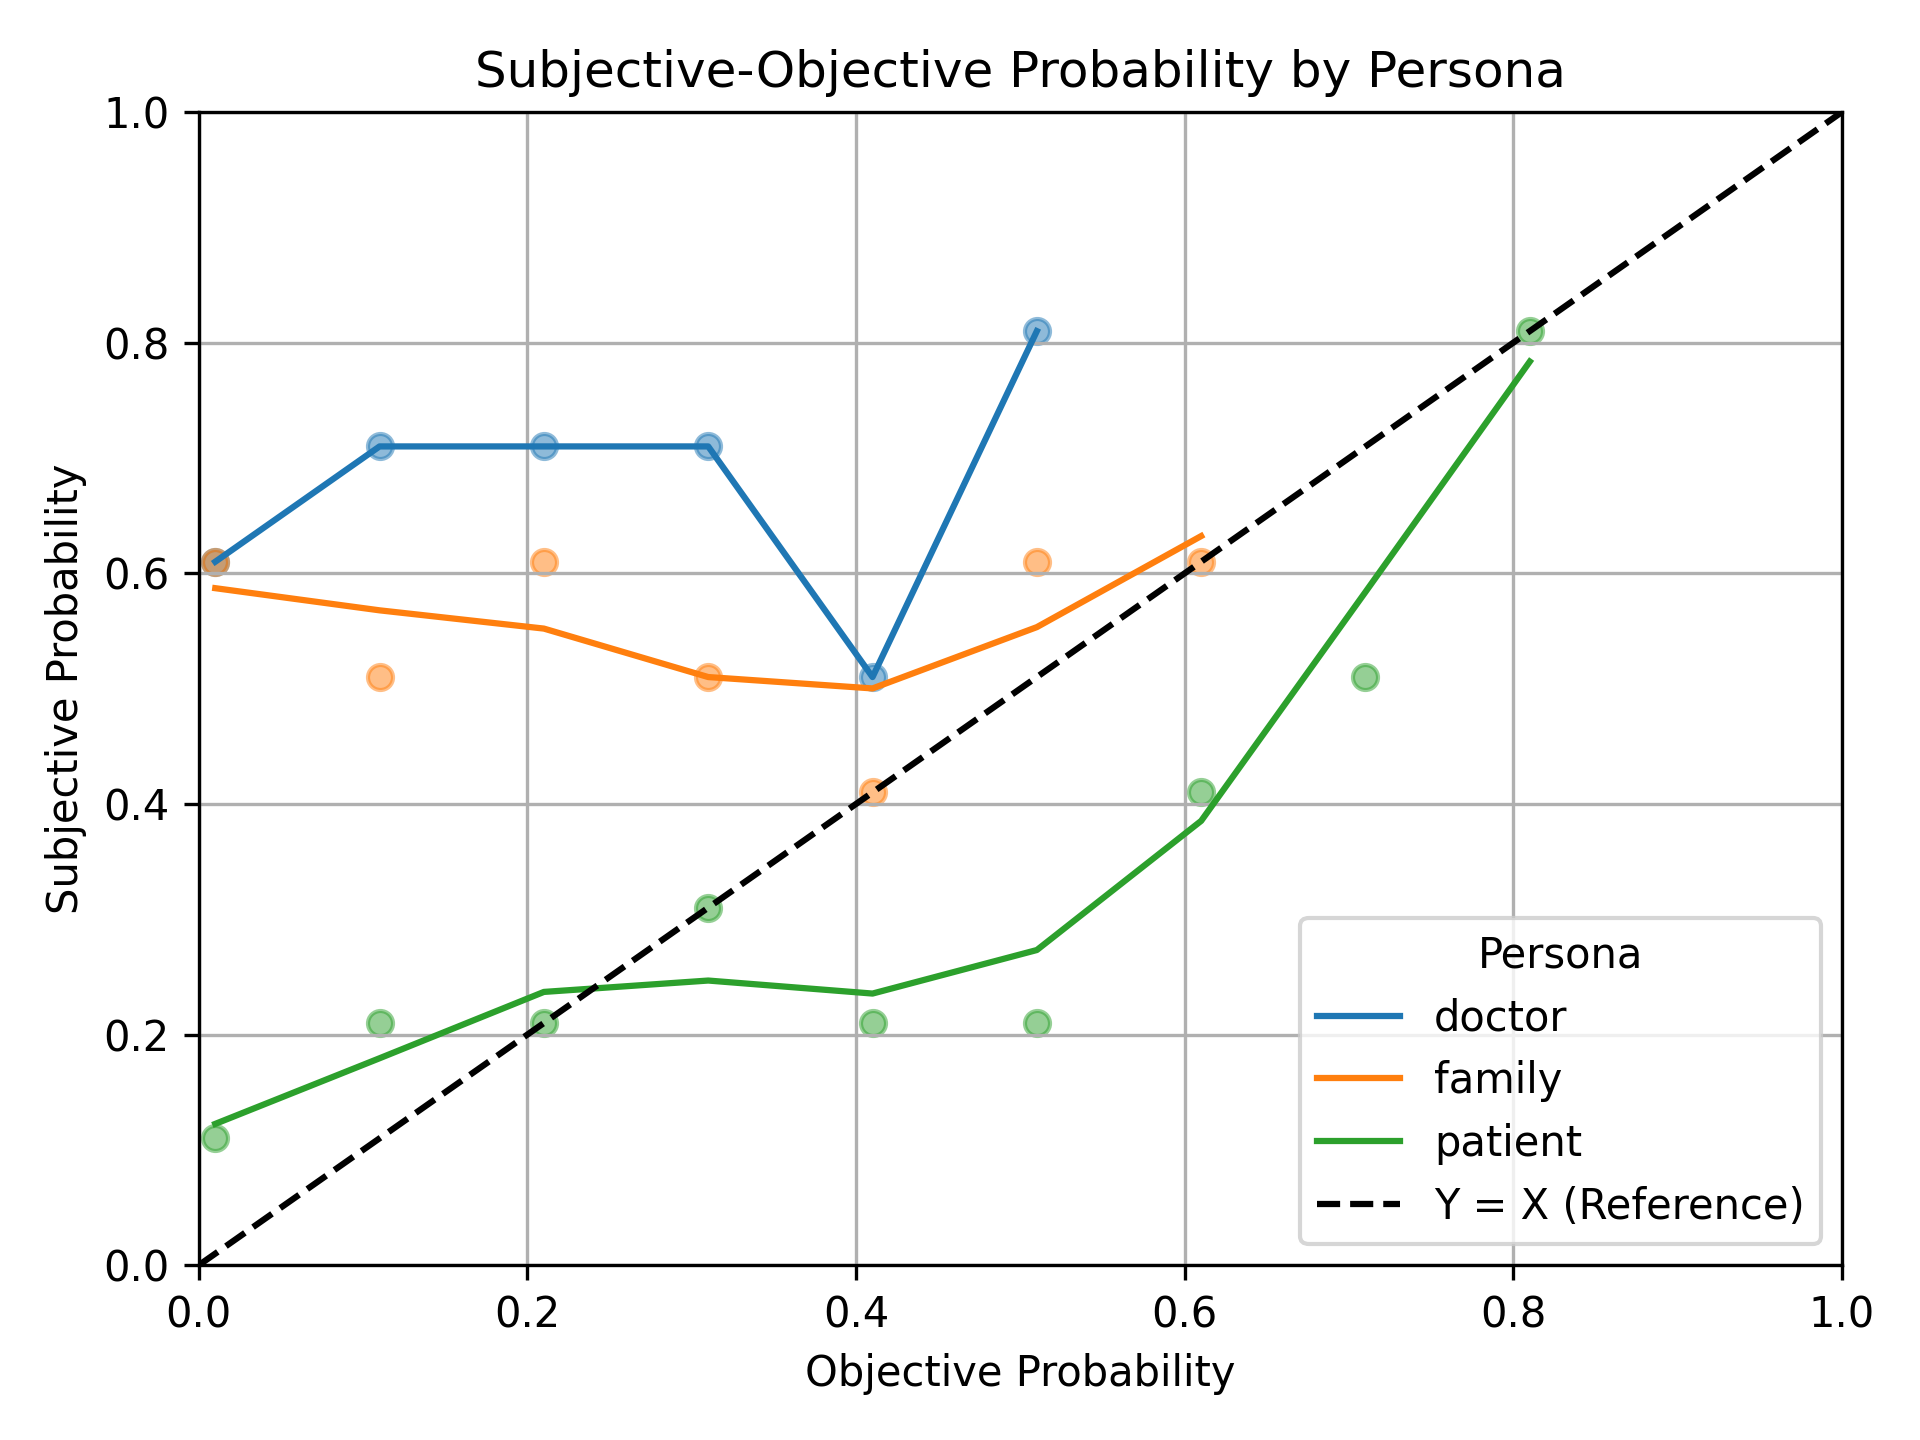 Subjective-Objective Probability by Persona
1.0
0.8
0.6
0.4
0.2
0.0
Subjective Probability
0.0 0.2 0.4 0.6 0.8 1.0
Objective Probability
Persona
doctor
family
patient
Y = X (Reference)